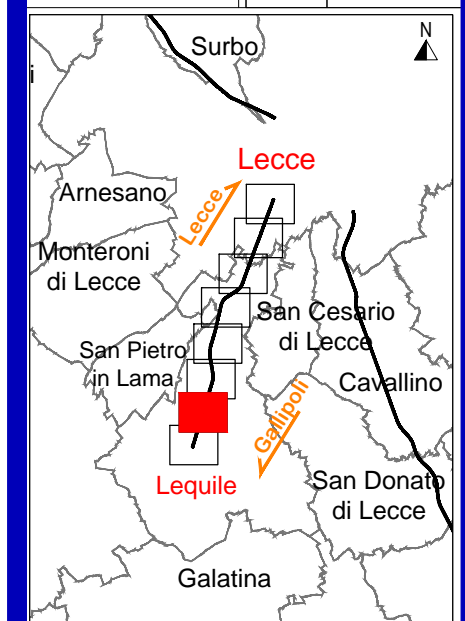 Surbo
N
i
Lecce
Arnesano
Lecce
Monteroni
di Lecce
San Cesario
di Lecce
San Pietro
in Lama
Cavallino
Gallipoli
Lequile
San Donato
di Lecce
Galatina